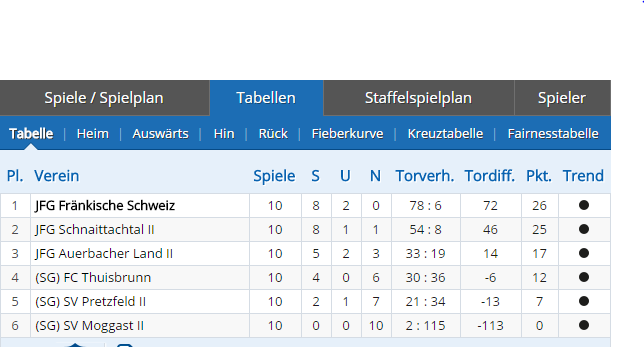 Spiele / Spielplan Tabellen Staffelspielplan Spieler
Tabelle | Heim | Auswärts | Hin | Rück | Fieberkurve | Kreuztabelle | Fairnesstabelle
Pl. Verein Spiele S U N Torverh. Tordiff. Pkt. Trend
1 JFG Fränkische Schweiz 10 8 2 0 78 : 6 72 26
2 JFG Schnaittachtal II 10 8 1 1 54 : 8 46 25
3 JFG Auerbacher Land II 10 5 2 3 33 : 19 14 17
4 (SG) FC Thuisbrunn 10 4 0 6 30 : 36 -6 12
5 (SG) SV Pretzfeld II 10 2 1 7 21 : 34 -13 7
6 (SG) SV Moggast II 10 0 0 10 2 : 115 -113 0